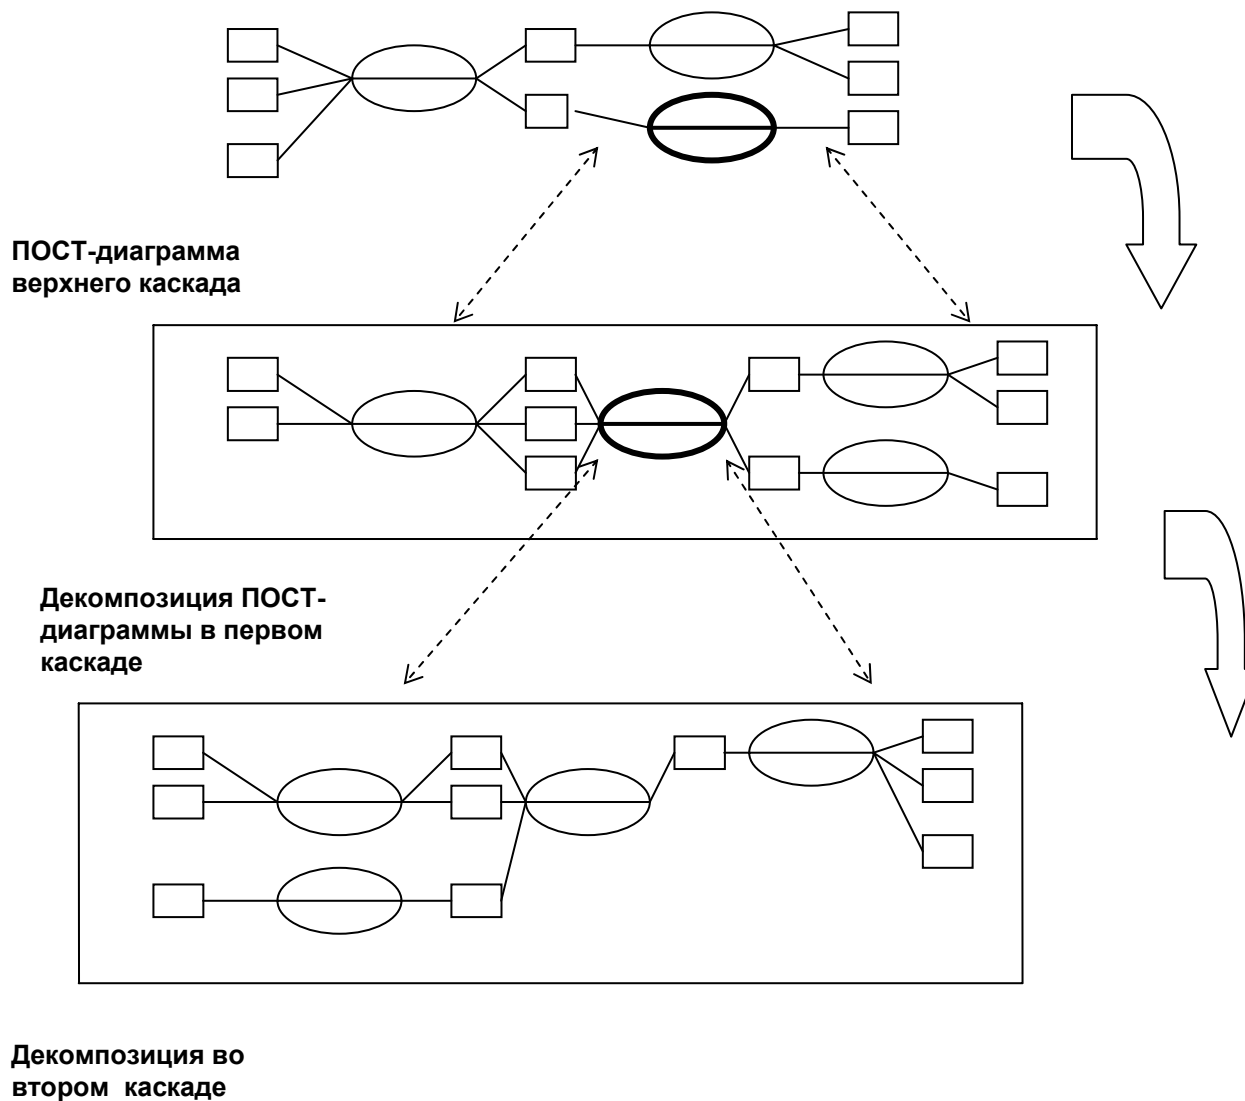 ПОСТ-диаграмма
верхнего каскада
Декомпозиция ПОСТ-
диаграммы в первом
каскаде
Декомпозиция во
втором каскаде